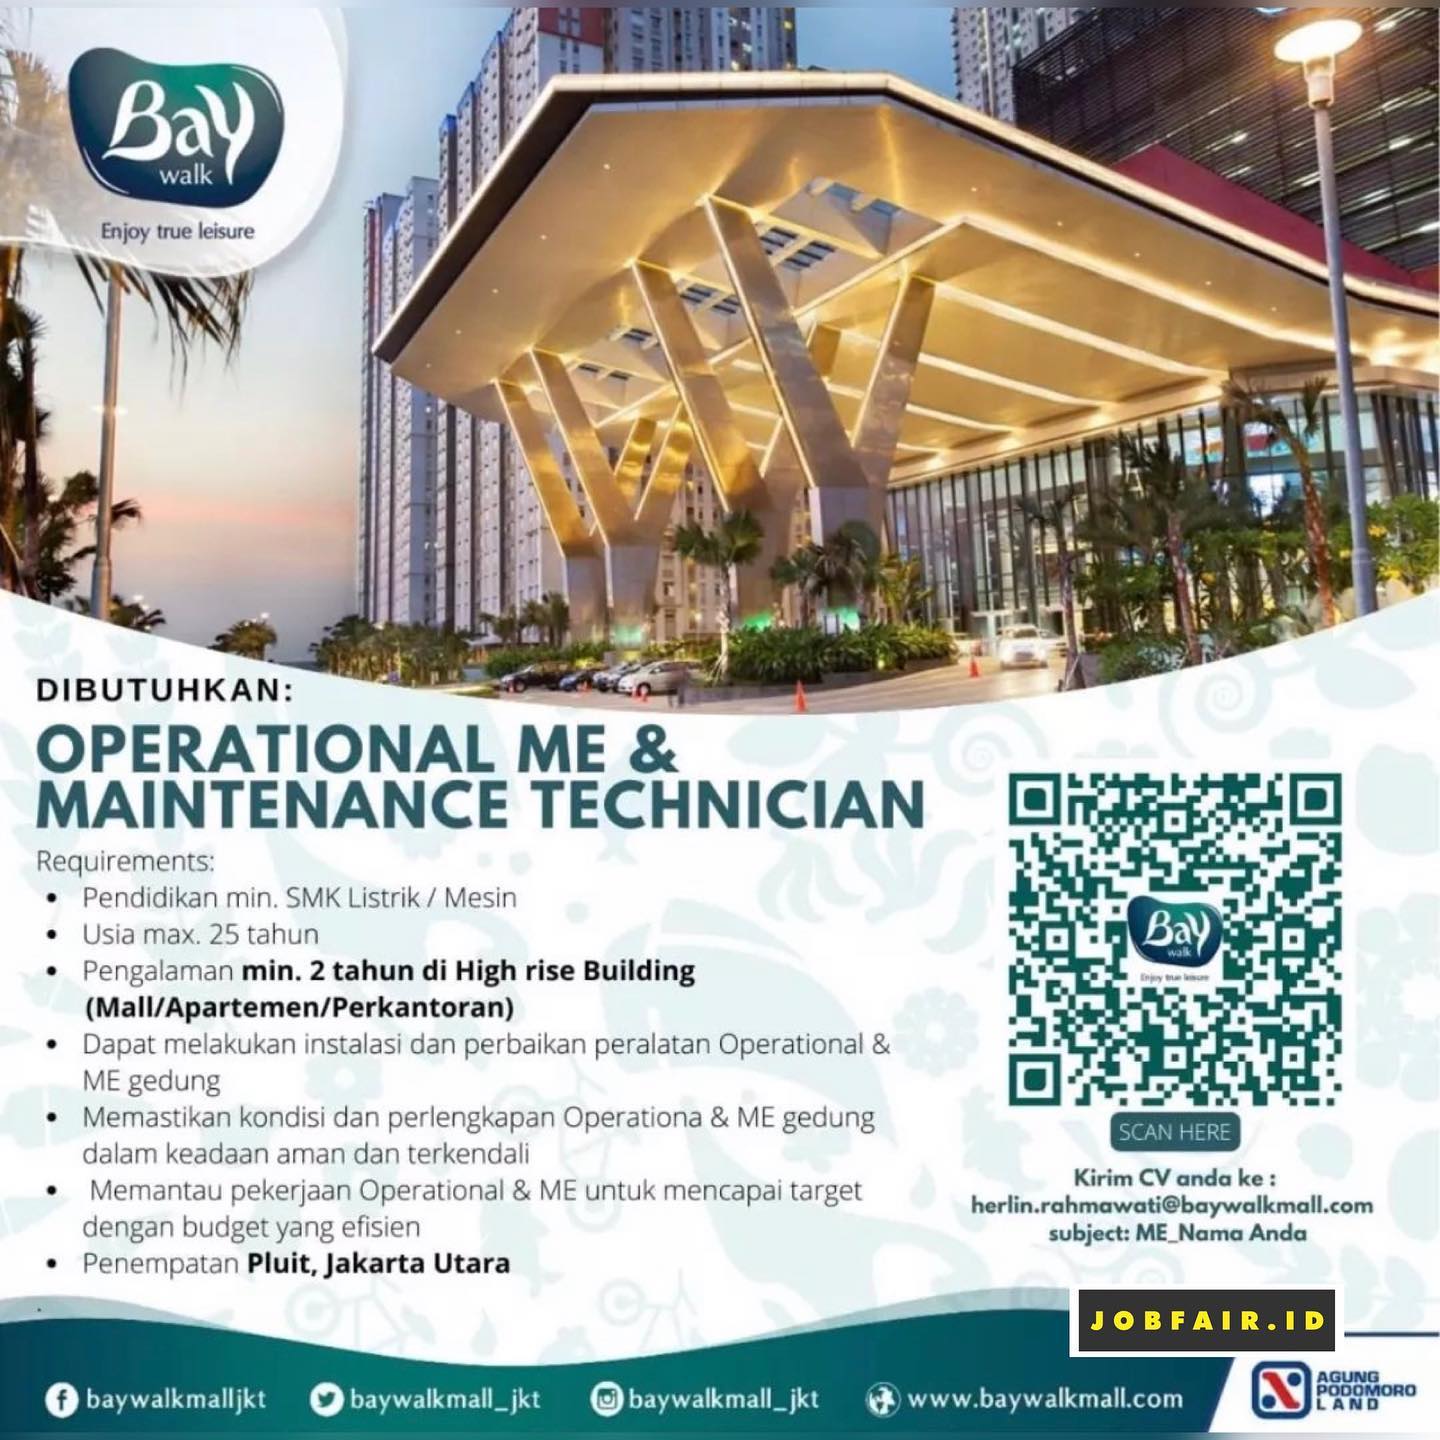 Bay
walk
Enjoy true leisure
DIBUTUHKAN:
OPERATIONAL ME &
MAINTENANCE TECHNICIAN
Requirements:
• Pendidikan min. SMK Listrik / Mesin
• Usia max. 25 tahun
• Pengalaman min. 2 tahun di High rise Building
(Mall/Apartemen/Perkantoran)
• Dapat melakukan instalasi dan perbaikan peralatan Operational &
ME gedung
• Memastikan kondisi dan perlengkapan Operationa & ME gedung
dalam keadaan aman dan terkendali
• Memantau pekerjaan Operational & ME untuk mencapai target
dengan budget yang efisien
• Penempatan Pluit, Jakarta Utara
.
Bay
walk
Enjoy true leisure
SCAN HERE
Kirim CV anda ke :
herlin.rahmawati@baywalkmall.com
subject: ME_Nama Anda
JOBFAIR.ID
baywalkmalljkt
baywalkmall_jkt
baywalkmall_jkt
www.baywalkmall.com
AGUNG
PODOMORO
LAND